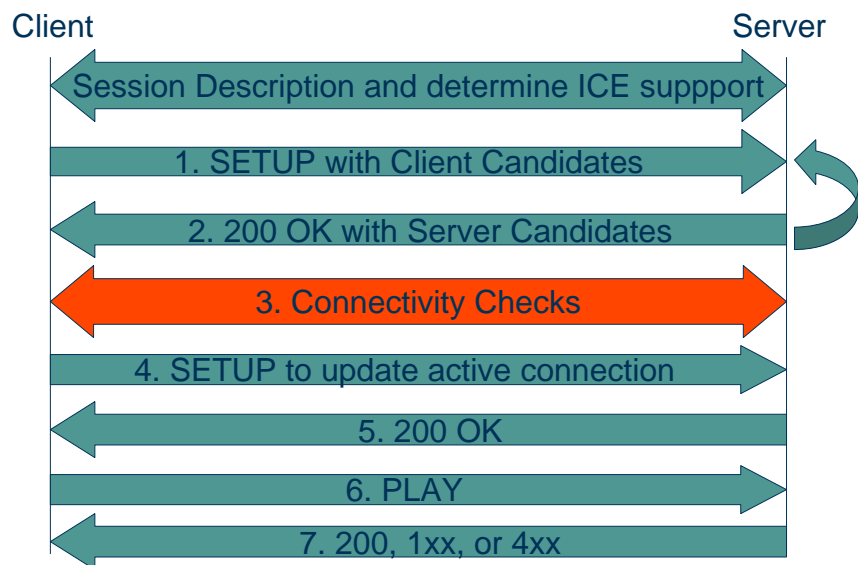 Client
Server
Session Description and determine ICE suppport
1. SETUP with Client Candidates
2. 200 OK with Server Candidates
3. Connectivity Checks
4. SETUP to update active connection
5. 200 OK
6. PLAY
7. 200, 1xx, or 4xx